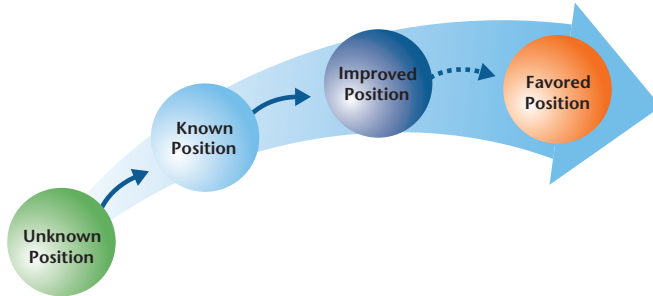 Unknown
Position
Known
Position
Improved
Position
Favored
Position